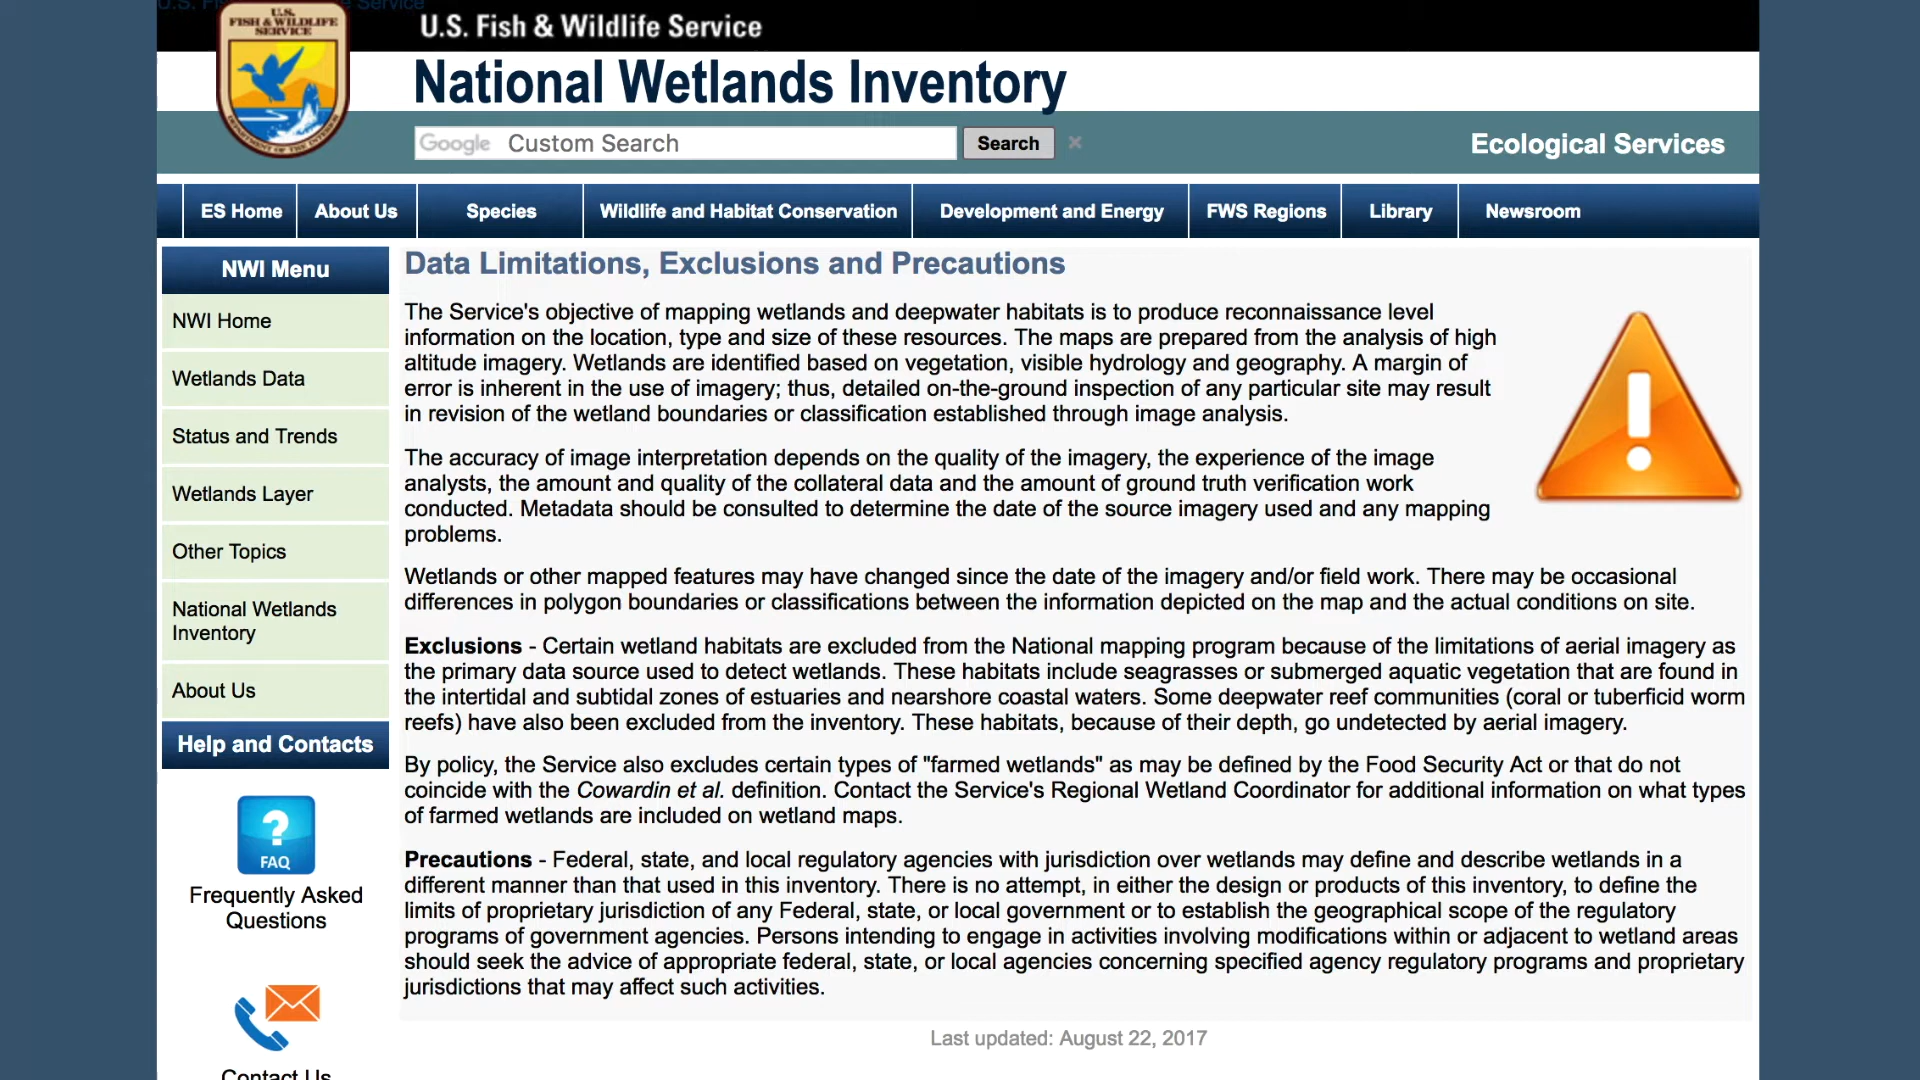 U.S. FISH & WILDLIFE SERVICE
DEPARTMENT OF THE INTERIOR
U.S. Fish & Wildlife Service
National Wetlands Inventory
Google Custom Search
Search
Ecological Services
ES Home About Us Species Wildlife and Habitat Conservation Development and Energy FWS Regions Library Newsroom
NWI Menu
NWI Home
Wetlands Data
Status and Trends
Wetlands Layer
Other Topics
National Wetlands
Inventory
About Us
Help and Contacts
FAQ
Frequently Asked
Questions
Contact Us
Data Limitations, Exclusions and Precautions
The Service's objective of mapping wetlands and deepwater habitats is to produce reconnaissance level
information on the location, type and size of these resources. The maps are prepared from the analysis of high
altitude imagery. Wetlands are identified based on vegetation, visible hydrology and geography. A margin of
error is inherent in the use of imagery; thus, detailed on-the-ground inspection of any particular site may result
in revision of the wetland boundaries or classification established through image analysis.
The accuracy of image interpretation depends on the quality of the imagery, the experience of the image
analysts, the amount and quality of the collateral data and the amount of ground truth verification work
conducted. Metadata should be consulted to determine the date of the source imagery used and any mapping
problems.
Wetlands or other mapped features may have changed since the date of the imagery and/or field work. There may be occasional
differences in polygon boundaries or classifications between the information depicted on the map and the actual conditions on site.
Exclusions - Certain wetland habitats are excluded from the National mapping program because of the limitations of aerial imagery as
the primary data source used to detect wetlands. These habitats include seagrasses or submerged aquatic vegetation that are found in
the intertidal and subtidal zones of estuaries and nearshore coastal waters. Some deepwater reef communities (coral or tuberficid worm
reefs) have also been excluded from the inventory. These habitats, because of their depth, go undetected by aerial imagery.
By policy, the Service also excludes certain types of "farmed wetlands" as may be defined by the Food Security Act or that do not
coincide with the Cowardin et al. definition. Contact the Service's Regional Wetland Coordinator for additional information on what types
of farmed wetlands are included on wetland maps.
Precautions - Federal, state, and local regulatory agencies with jurisdiction over wetlands may define and describe wetlands in a
different manner than that used in this inventory. There is no attempt, in either the design or products of this inventory, to define the
limits of proprietary jurisdiction of any Federal, state, or local government or to establish the geographical scope of the regulatory
programs of government agencies. Persons intending to engage in activities involving modifications within or adjacent to wetland areas
should seek the advice of appropriate federal, state, or local agencies concerning specified agency regulatory programs and proprietary
jurisdictions that may affect such activities.
Last updated: August 22, 2017